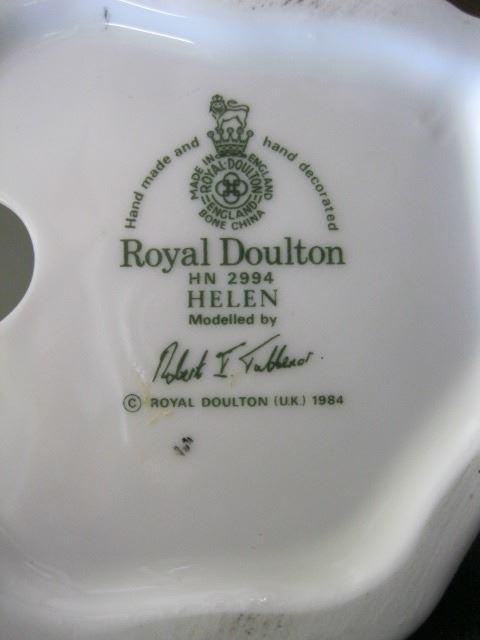 Hand made and hand decorated
MADE IN ENGLAND
ROYAL·DOULTON
ENGLAND
BONE CHINA
Royal Doulton
HN 2994
HELEN
Modelled by
Robert I. Tabbenor.
© ROYAL DOULTON (U.K.) 1984